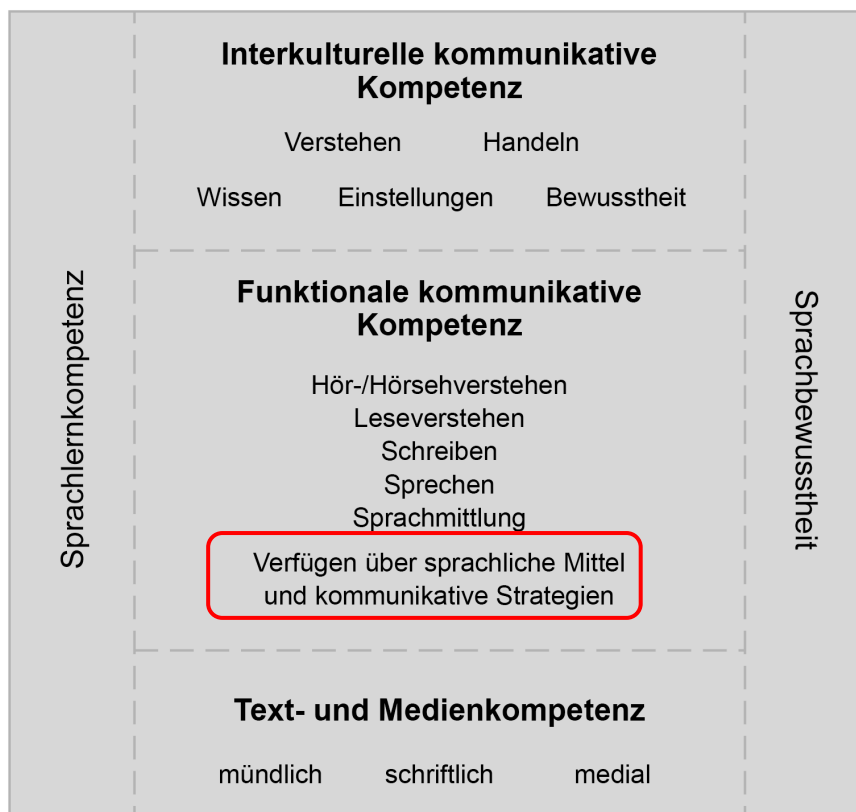 Interkulturelle kommunikative
Kompetenz
Verstehen Handeln
Wissen Einstellungen Bewusstheit
Sprachlernkompetenz
Funktionale kommunikative
Kompetenz
Hör-/Hörsehverstehen
Leseverstehen
Schreiben
Sprechen
Sprachmittlung
Verfügen über sprachliche Mittel
und kommunikative Strategien
Sprachbewusstheit
Text- und Medienkompetenz
mündlich schriftlich medial